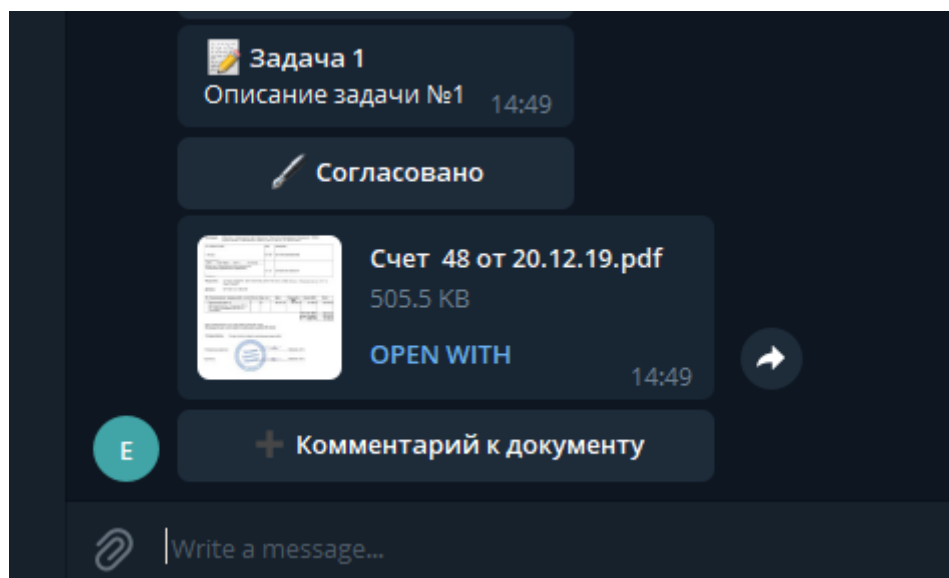 Задача 1
Описание задачи №1 14:49
Согласовано
Счет 48 от 20.12.19.pdf
505.5 KB
OPEN WITH
14:49
E
Комментарий к документу
Write a message...